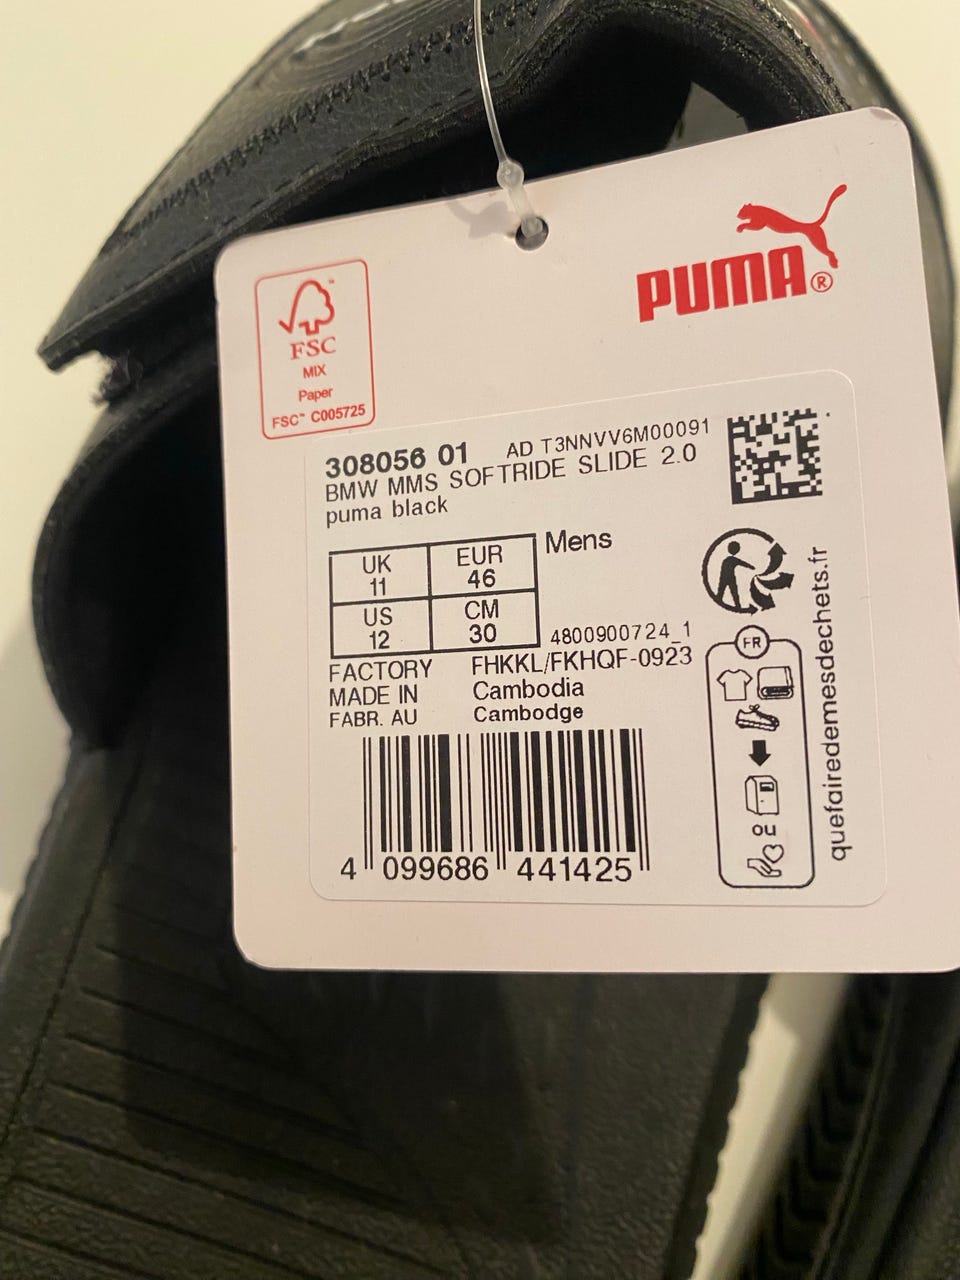 PUMA®
FSC™
MIX
Paper
FSC™ C005725
308056 01 AD T3NNVV6M00091
BMW MMS SOFTRIDE SLIDE 2.0
puma black
UK 11 EUR 46 Mens
US 12 CM 30
4800900724_1
FACTORY FHKKL/FKHQF-0923
MADE IN Cambodia
FABR. AU Cambodge
4 099686 441425
FR
ou
quefairedemesdechets.fr